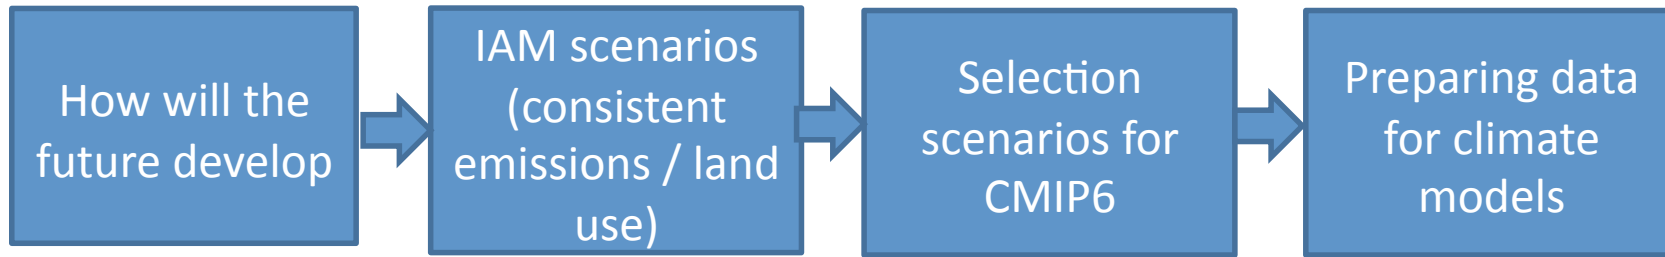 How will the
future develop
IAM scenarios
(consistent
emissions / land
use)
Selection
scenarios for
CMIP6
Preparing data
for climate
models